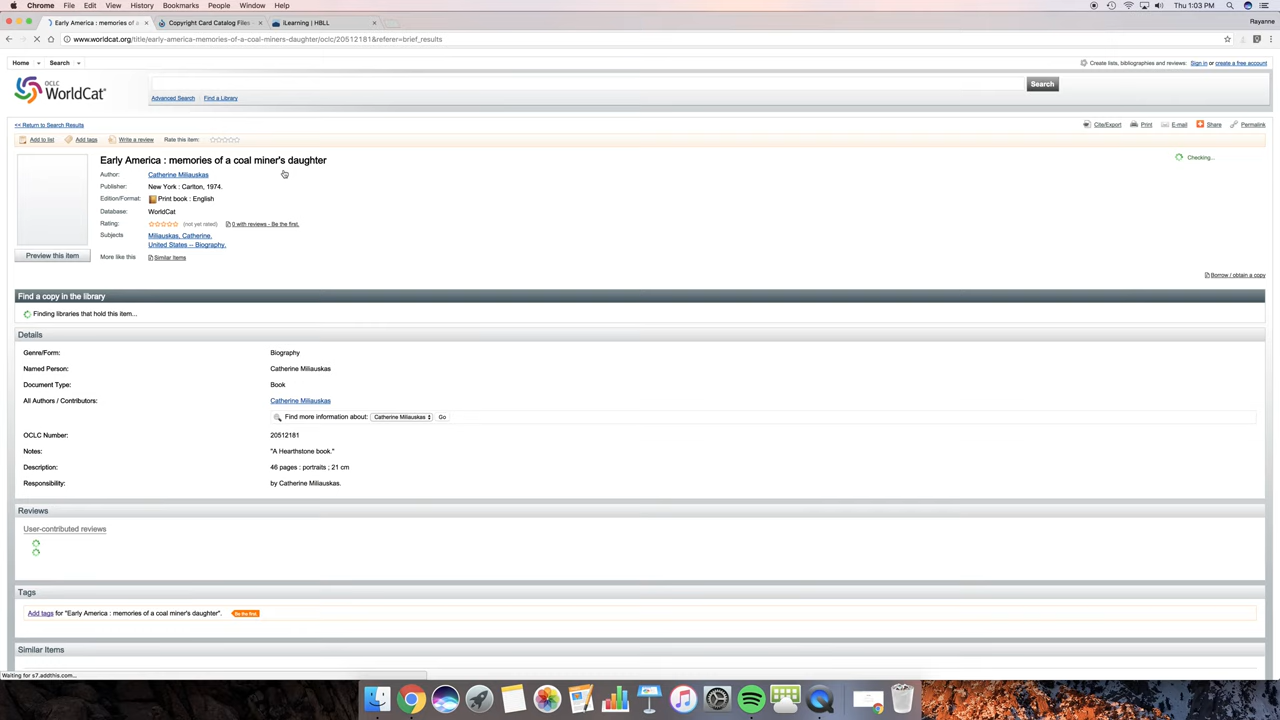 Chrome File Edit View History Bookmarks People Window Help Thu 1:03 PM
Early America : memories of a × Copyright Card Catalog Files × iLearning | HBLL × Rayanne
www.worldcat.org/title/early-america-memories-of-a-coal-miners-daughter/oclc/20512181&referer=brief_results
Home Search Create lists, bibliographies and reviews: Sign in or create a free account
OCLC
WorldCat Search
Advanced Search Find a Library
<< Return to Search Results Cite/Export Print E-mail Share Permalink
Add to list Add tags Write a review Rate this item:
Early America : memories of a coal miner's daughter Checking...
Author: Catherine Miliauskas
Publisher: New York : Carlton, 1974.
Edition/Format: Print book : English
Database: WorldCat
Rating: (not yet rated) 0 with reviews - Be the first.
Subjects Miliauskas, Catherine.
United States -- Biography.
Preview this item More like this Similar Items
Borrow / obtain a copy
Find a copy in the library
Finding libraries that hold this item...
Details
Genre/Form: Biography
Named Person: Catherine Miliauskas
Document Type: Book
All Authors / Contributors: Catherine Miliauskas
Find more information about: Catherine Miliauskas Go
OCLC Number: 20512181
Notes: "A Hearthstone book."
Description: 46 pages : portraits ; 21 cm
Responsibility: by Catherine Miliauskas.
Reviews
User-contributed reviews
Tags
Add tags for "Early America : memories of a coal miner's daughter". Be the first.
Similar Items
Waiting for s7.addthis.com...